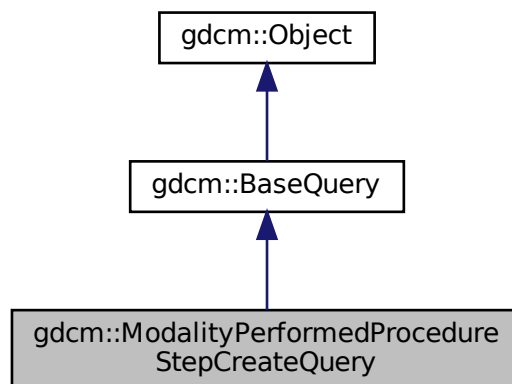 gdcm::Object
gdcm::BaseQuery
gdcm::ModalityPerformedProcedure
StepCreateQuery